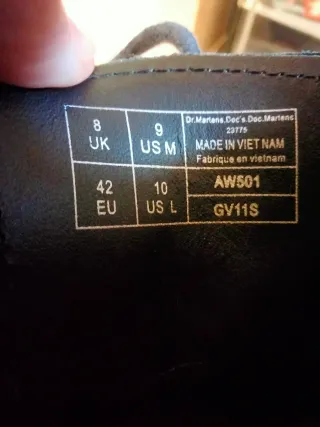 8
UK
9
US M
42
EU
10
US L
Dr.Martens.Doc's.Doc.Martens
23775
MADE IN VIET NAM
Fabrique en vietnam
AW501
GV11S